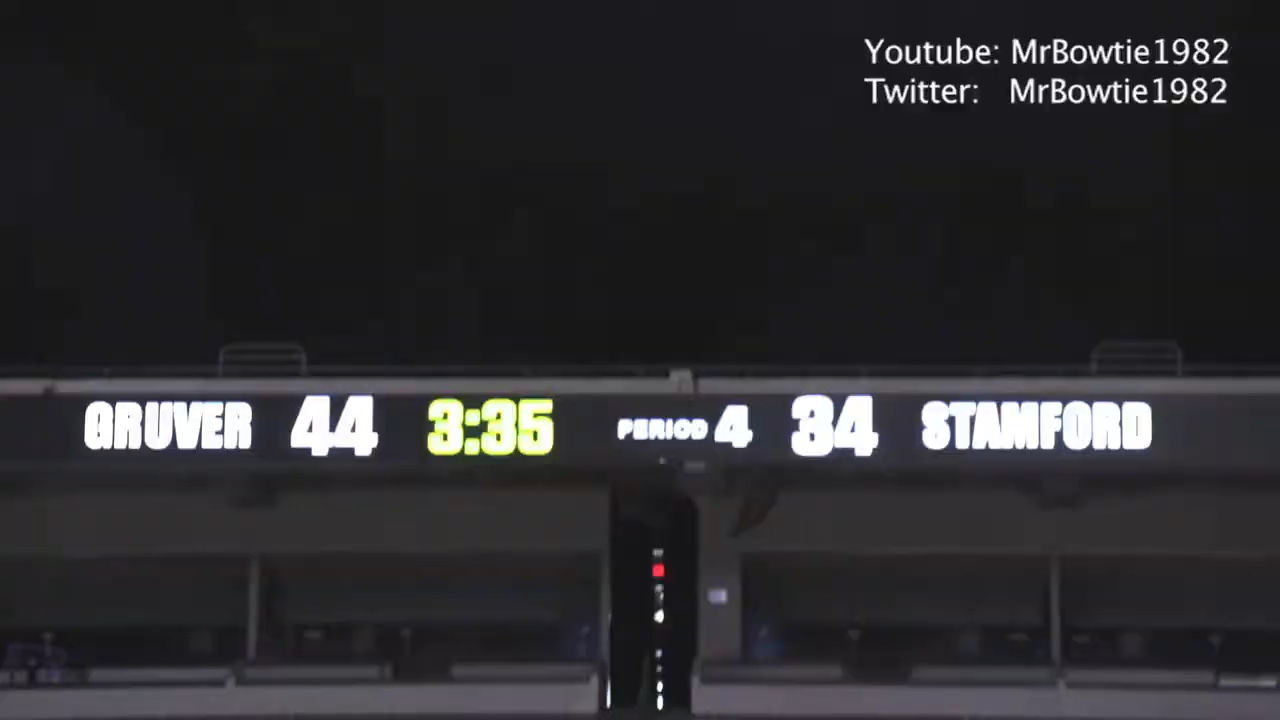 Youtube: MrBowtie1982
Twitter: MrBowtie1982
GRUVER 44 3:35 PERIOD 4 34 STAMFORD